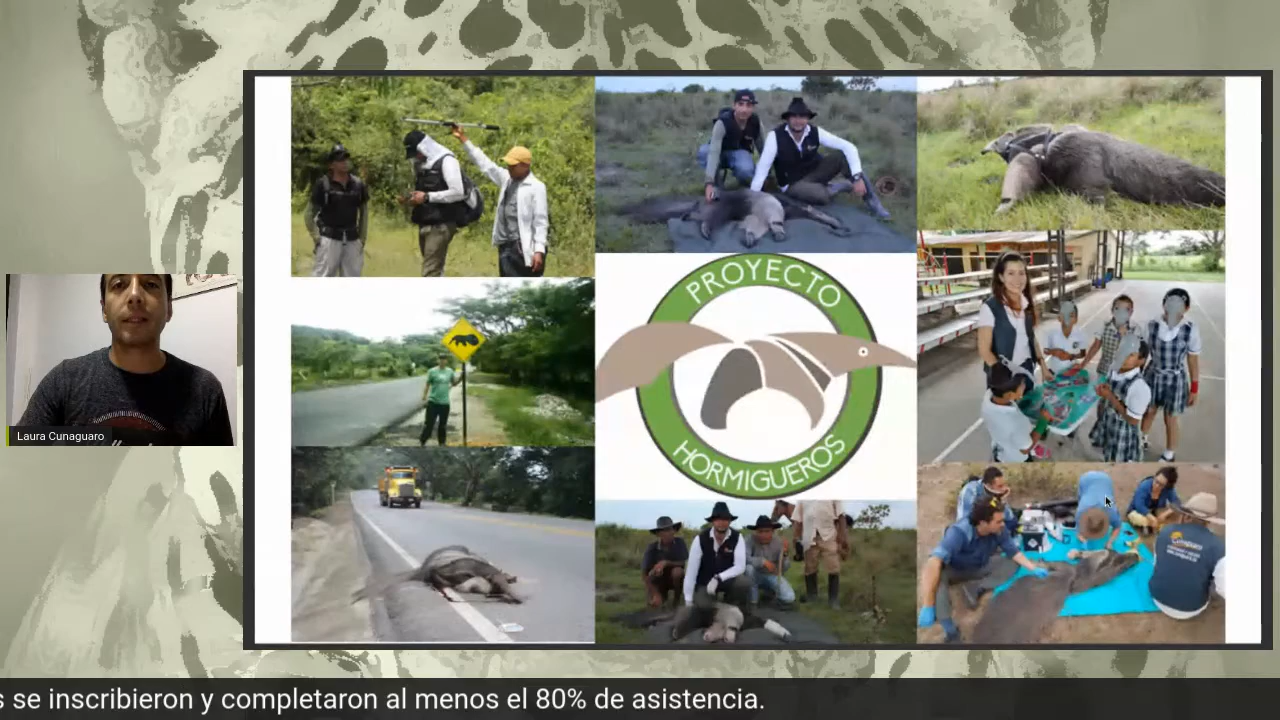 PROYECTO
HORMIGUEROS
Laura Cunaguaro
s se inscribieron y completaron al menos el 80% de asistencia.